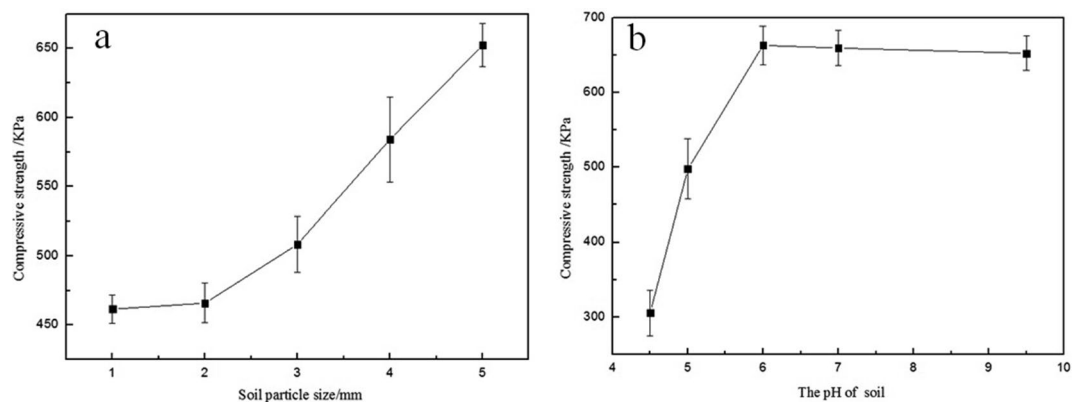 a
Compressive strength /KPa
650
600
550
500
450
1 2 3 4 5
Soil particle size/mm
b
Compressive strength /KPa
700
600
500
400
300
4 5 6 7 8 9 10
The pH of soil